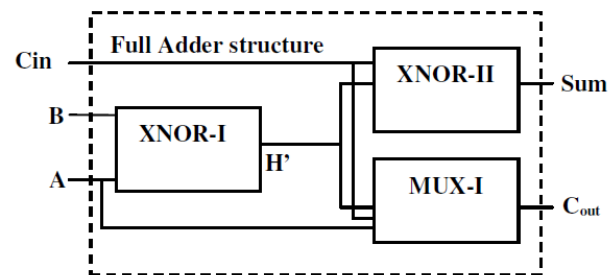 Full Adder structure
Cin
XNOR-II
Sum
B
XNOR-I
H'
A
MUX-I
Cout